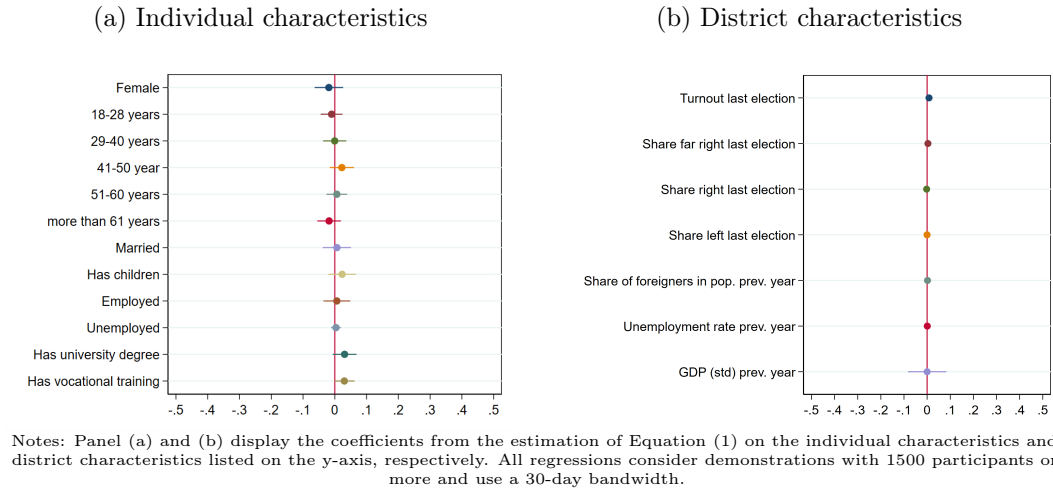 (a) Individual characteristics
(b) District characteristics
Female
18-28 years
29-40 years
41-50 year
51-60 years
more than 61 years
Married
Has children
Employed
Unemployed
Has university degree
Has vocational training
-.5 -.4 -.3 -.2 -.1 0 .1 .2 .3 .4 .5
Turnout last election
Share far right last election
Share right last election
Share left last election
Share of foreigners in pop. prev. year
Unemployment rate prev. year
GDP (std) prev. year
-.5 -.4 -.3 -.2 -.1 0 .1 .2 .3 .4 .5
Notes: Panel (a) and (b) display the coefficients from the estimation of Equation (1) on the individual characteristics and
district characteristics listed on the y-axis, respectively. All regressions consider demonstrations with 1500 participants or
more and use a 30-day bandwidth.